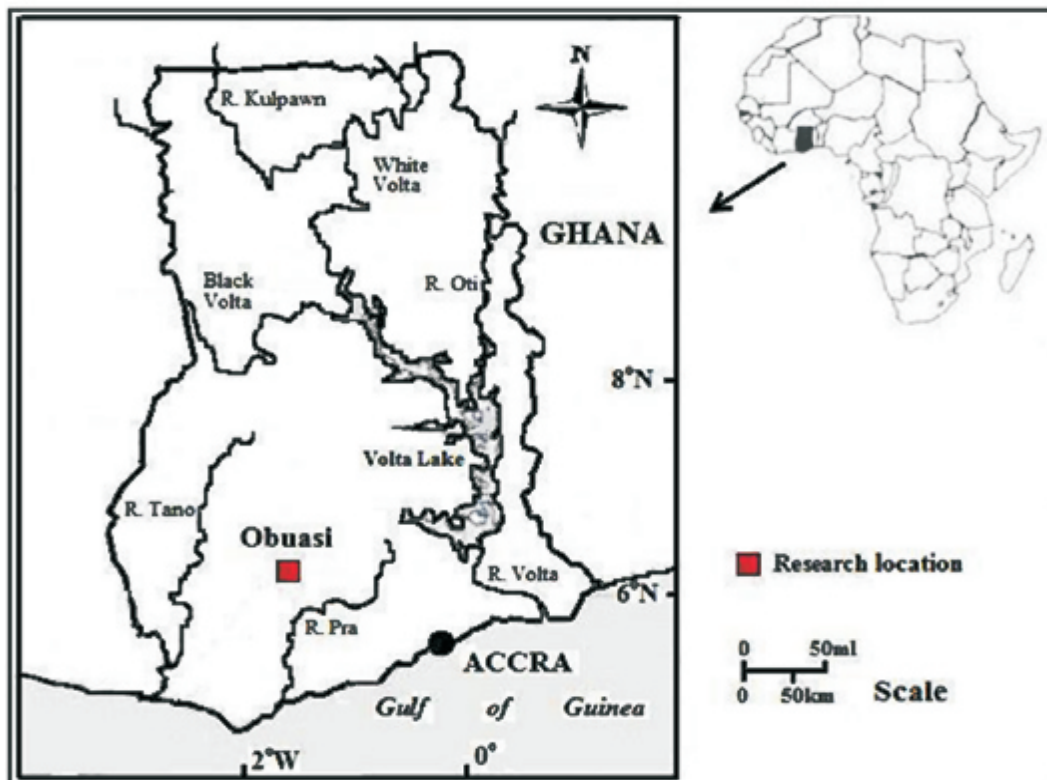 N
R. Kulpawn
White
Volta
GHANA
Black
Volta
R. Oti
8°N
Volta Lake
R. Tano
Obuasi
Research location
R. Volta
6°N
R. Pra
ACCRA
0 50ml
0 50km
Scale
Gulf of Guinea
2°W
0°